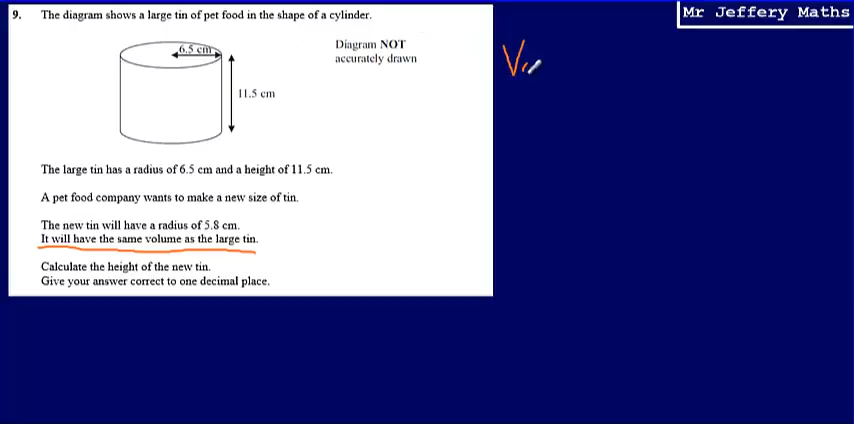 Mr Jeffery Maths
9. The diagram shows a large tin of pet food in the shape of a cylinder.
6.5 cm
Diagram NOT
accurately drawn
11.5 cm
The large tin has a radius of 6.5 cm and a height of 11.5 cm.
A pet food company wants to make a new size of tin.
The new tin will have a radius of 5.8 cm.
It will have the same volume as the large tin.
Calculate the height of the new tin.
Give your answer correct to one decimal place.